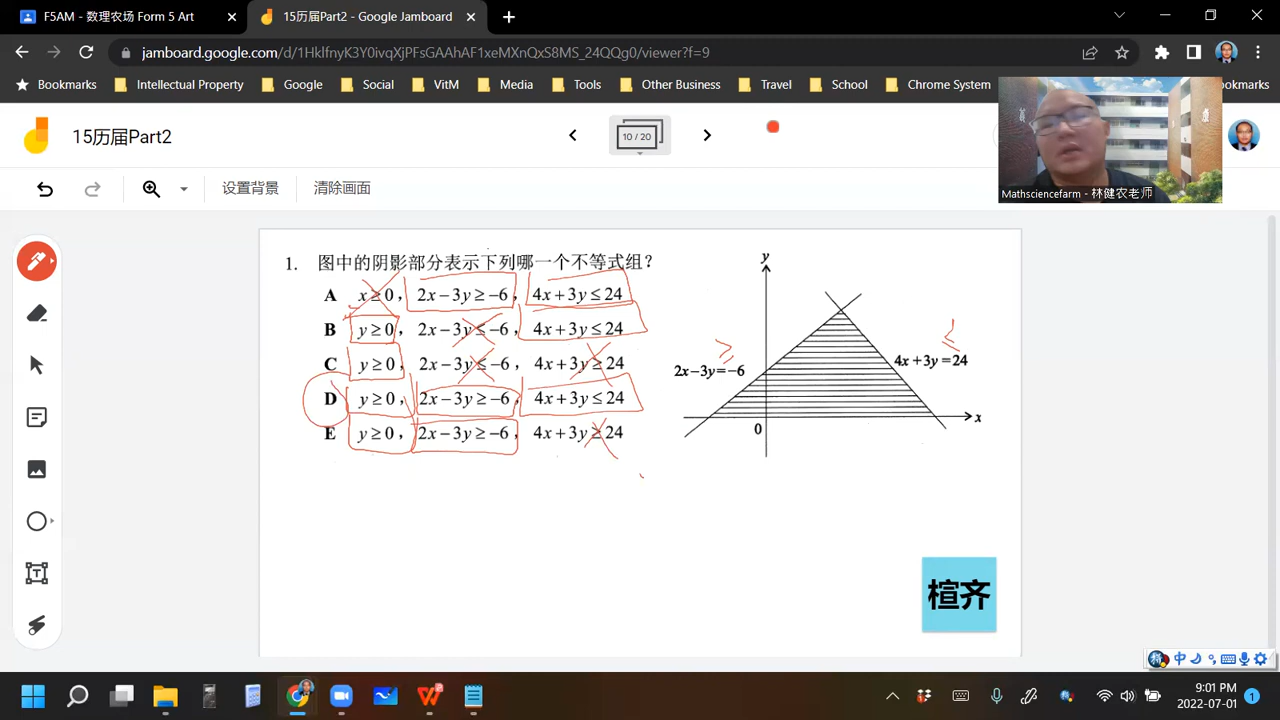 F5AM - 数理农场 Form 5 Art
15历届Part2 - Google Jamboard
jamboard.google.com/d/1HklfnyK3Y0ivqXjPFsGAAhAF1xeMXnQxS8MS_24QQg0/viewer?f=9
Bookmarks
Intellectual Property
Google
Social
VitM
Media
Tools
Other Business
Travel
School
Chrome System
okmarks
15历届Part2
10 / 20
Mathsciencefarm - 林健农老师
设置背景
清除画面
1. 图中的阴影部分表示下列哪一个不等式组?
A x ≥ 0, 2x − 3y ≥ −6, 4x + 3y ≤ 24
B y ≥ 0, 2x − 3y ≤ −6, 4x + 3y ≤ 24
C y ≥ 0, 2x − 3y ≤ −6, 4x + 3y ≥ 24
D y ≥ 0, 2x − 3y ≥ −6, 4x + 3y ≤ 24
E y ≥ 0, 2x − 3y ≥ −6, 4x + 3y ≥ 24
y
≥
≤
2x−3y=−6
4x+3y=24
0
x
楦齐
中
9:01 PM
2022-07-01
1